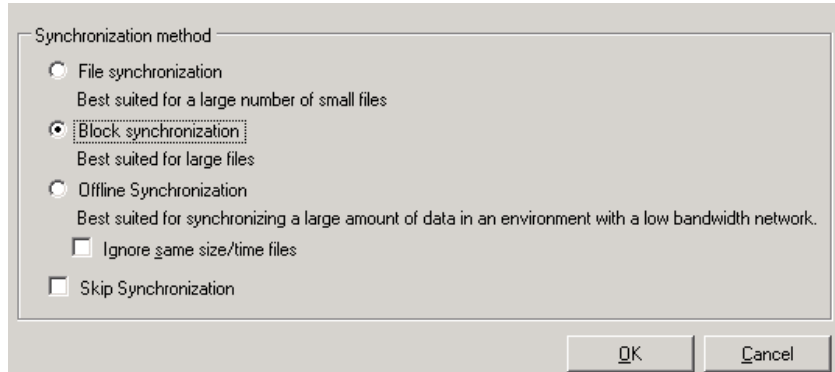 Synchronization method
File synchronization
Best suited for a large number of small files
Block synchronization
Best suited for large files
Offline Synchronization
Best suited for synchronizing a large amount of data in an environment with a low bandwidth network.
Ignore same size/time files
Skip Synchronization
OK Cancel